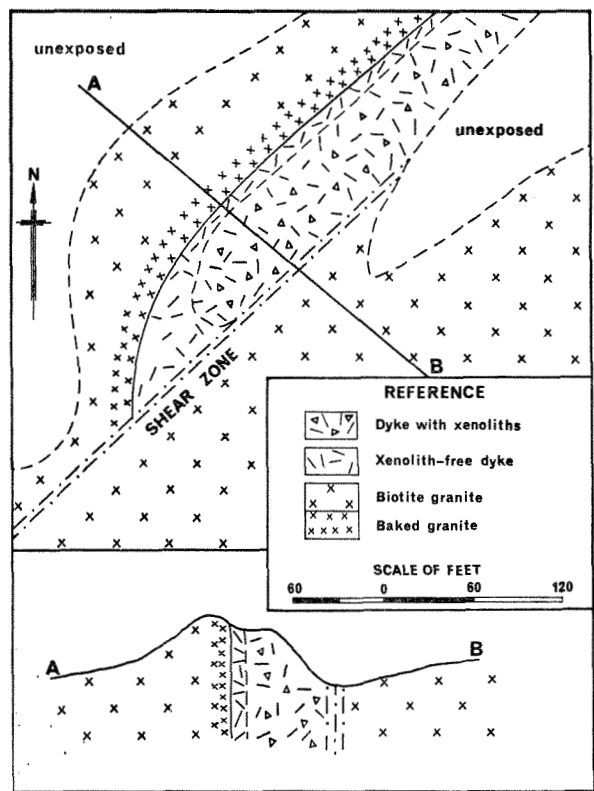 unexposed
A
unexposed
N
SHEAR ZONE
B
REFERENCE
Dyke with xenoliths
Xenolith-free dyke
Biotite granite
Baked granite
SCALE OF FEET
60 0 60 120
A
B